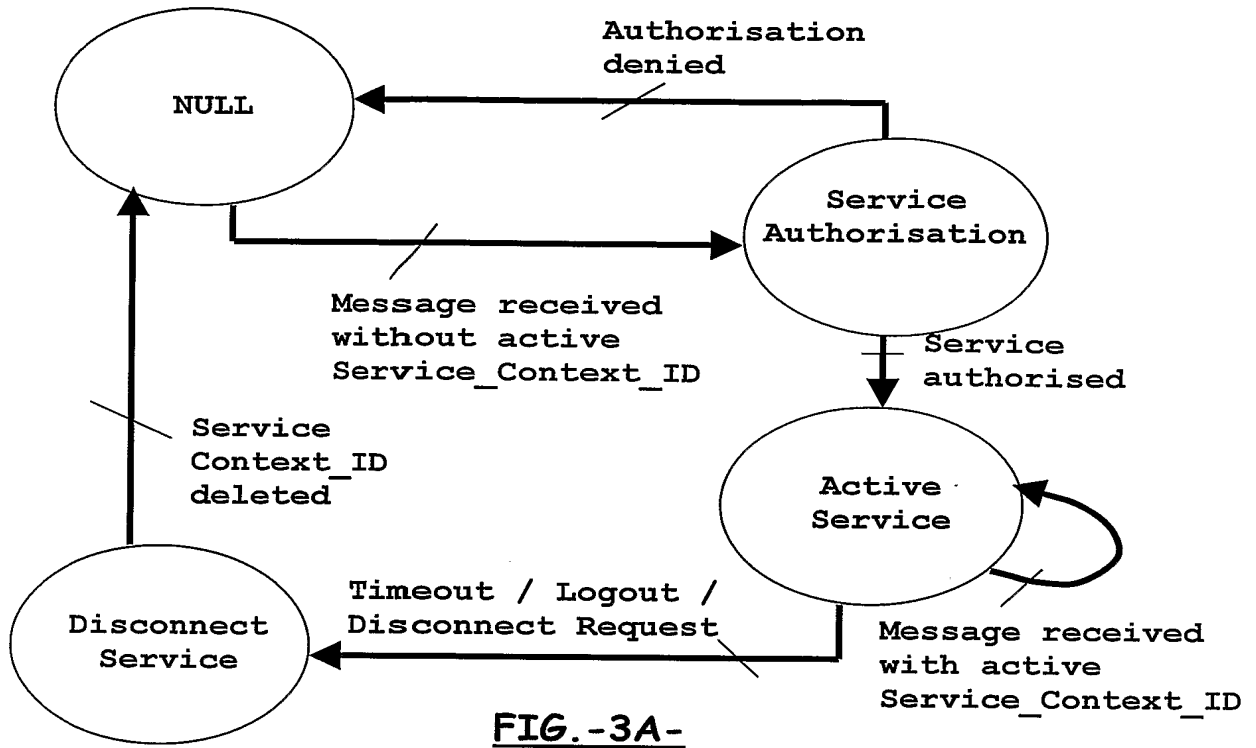 Authorisation
denied
NULL
Service
Authorisation
Message received
without active
Service_Context_ID
Service
authorised
Service
Context_ID
deleted
Active
Service
Timeout / Logout /
Disconnect Request
Disconnect
Service
Message received
with active
Service_Context_ID
FIG.-3A-